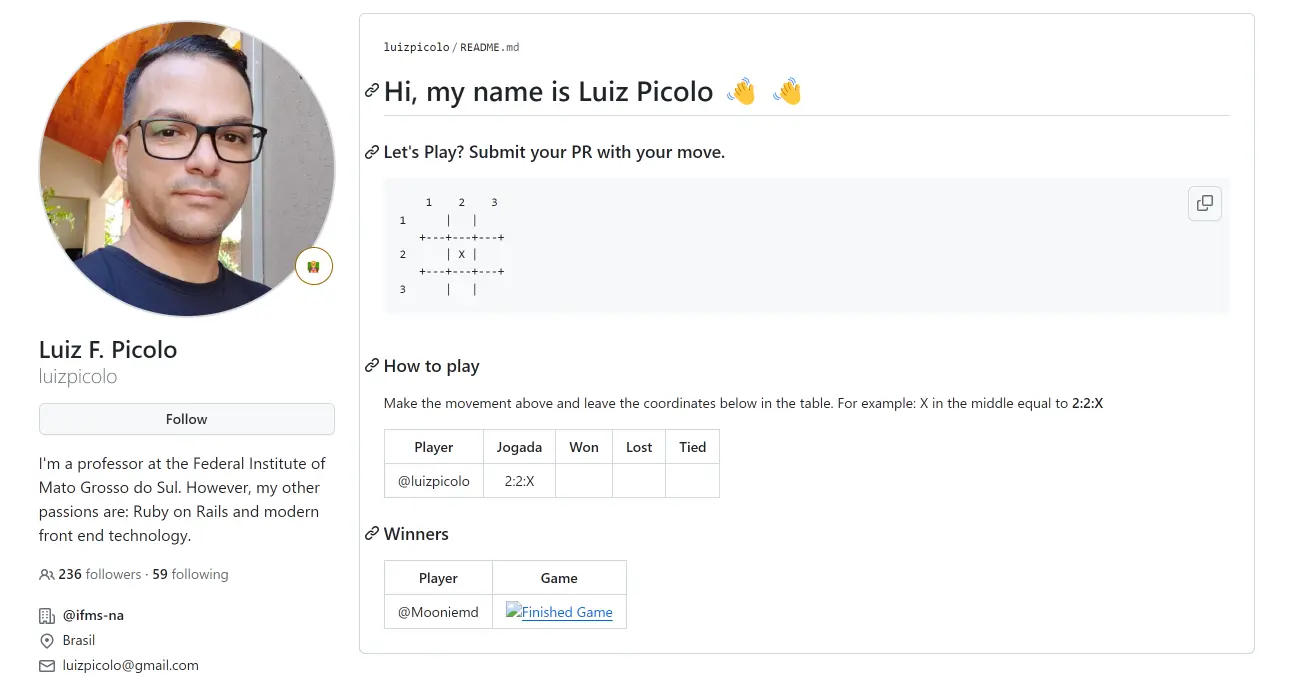 Luiz F. Picolo
luizpicolo
Follow
I'm a professor at the Federal Institute of
Mato Grosso do Sul. However, my other
passions are: Ruby on Rails and modern
front end technology.
236 followers · 59 following
@ifms-na
Brasil
luizpicolo@gmail.com
luizpicolo/README.md
Hi, my name is Luiz Picolo 👋 👋
Let's Play? Submit your PR with your move.
    1   2   3
1     |   |
  +---+---+---+
2     | X |
  +---+---+---+
3     |   |
How to play
Make the movement above and leave the coordinates below in the table. For example: X in the middle equal to 2:2:X
Player Jogada Won Lost Tied
@luizpicolo 2:2:X
Winners
Player Game
@Mooniemd Finished Game